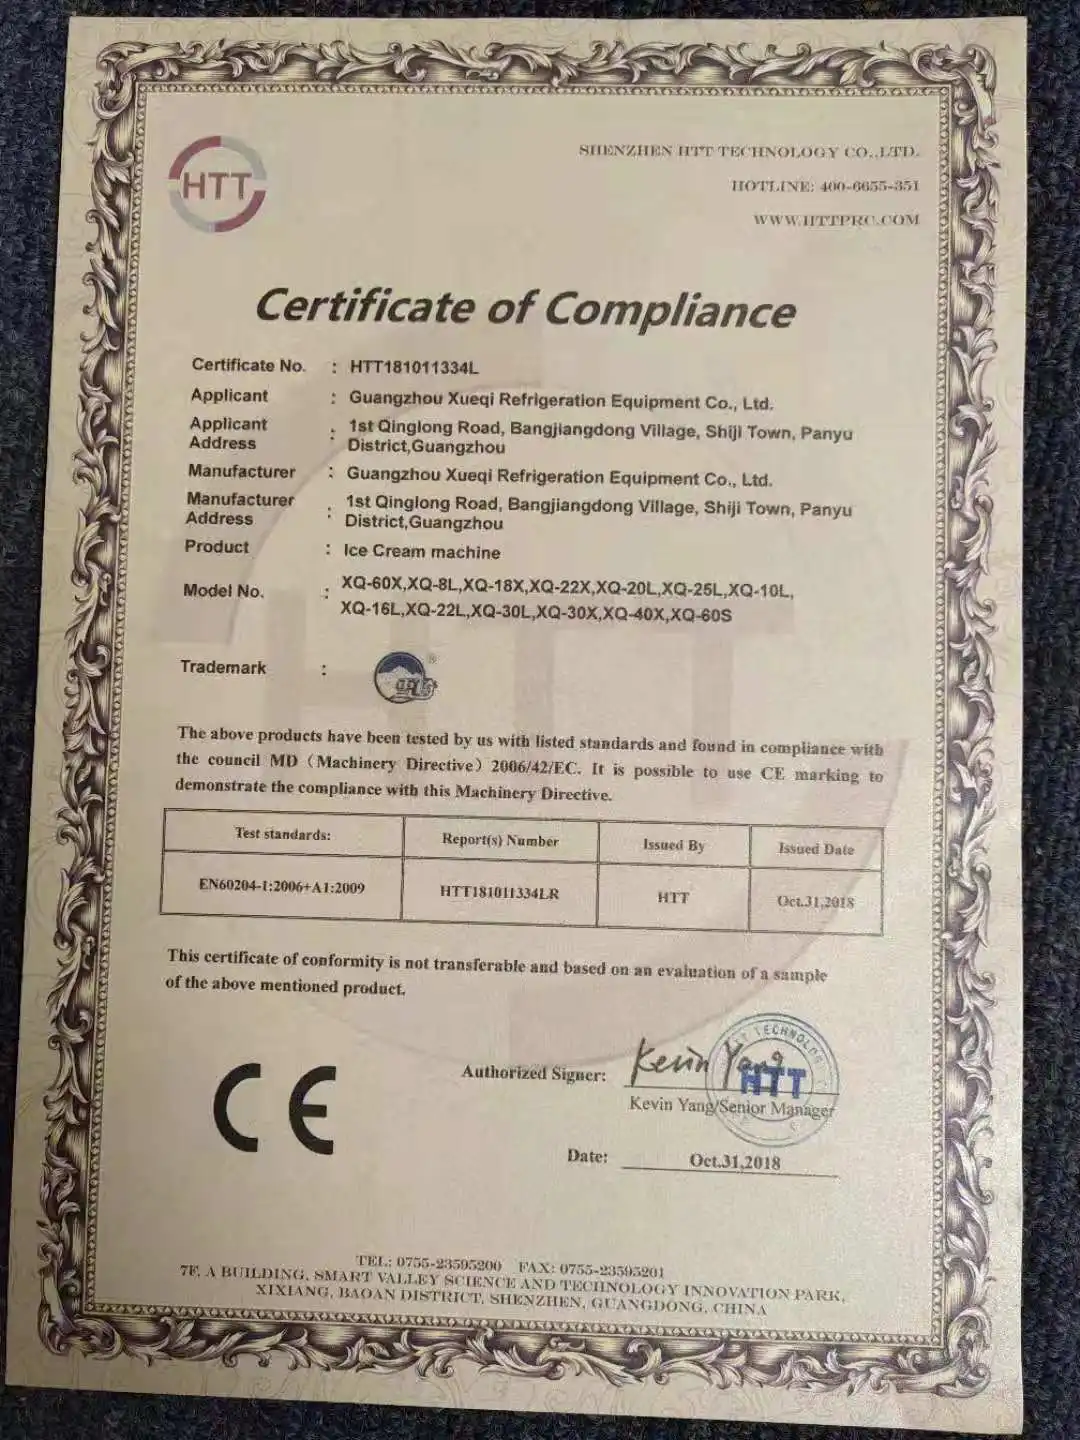 HTT
SHENZHEN HTT TECHNOLOGY CO.,LTD.
HOTLINE: 400-6655-351
WWW.HTTPRC.COM
Certificate of Compliance
Certificate No. : HTT181011334L
Applicant : Guangzhou Xueqi Refrigeration Equipment Co., Ltd.
Applicant Address : 1st Qinglong Road, Bangjiangdong Village, Shiji Town, Panyu
District,Guangzhou
Manufacturer : Guangzhou Xueqi Refrigeration Equipment Co., Ltd.
Manufacturer Address : 1st Qinglong Road, Bangjiangdong Village, Shiji Town, Panyu
District,Guangzhou
Product : Ice Cream machine
Model No. : XQ-60X,XQ-8L,XQ-18X,XQ-22X,XQ-20L,XQ-25L,XQ-10L,
XQ-16L,XQ-22L,XQ-30L,XQ-30X,XQ-40X,XQ-60S
Trademark :
®
The above products have been tested by us with listed standards and found in compliance with
the council MD（Machinery Directive）2006/42/EC. It is possible to use CE marking to
demonstrate the compliance with this Machinery Directive.
Test standards: Report(s) Number Issued By Issued Date
EN60204-1:2006+A1:2009 HTT181011334LR HTT Oct.31,2018
This certificate of conformity is not transferable and based on an evaluation of a sample
of the above mentioned product.
CE
Authorized Signer: Kevin Yang
HTT
Kevin Yang/Senior Manager
Date: Oct.31,2018
TEL: 0755-23595200 FAX: 0755-23595201
7F, A BUILDING, SMART VALLEY SCIENCE AND TECHNOLOGY INNOVATION PARK,
XIXIANG, BAOAN DISTRICT, SHENZHEN, GUANGDONG, CHINA